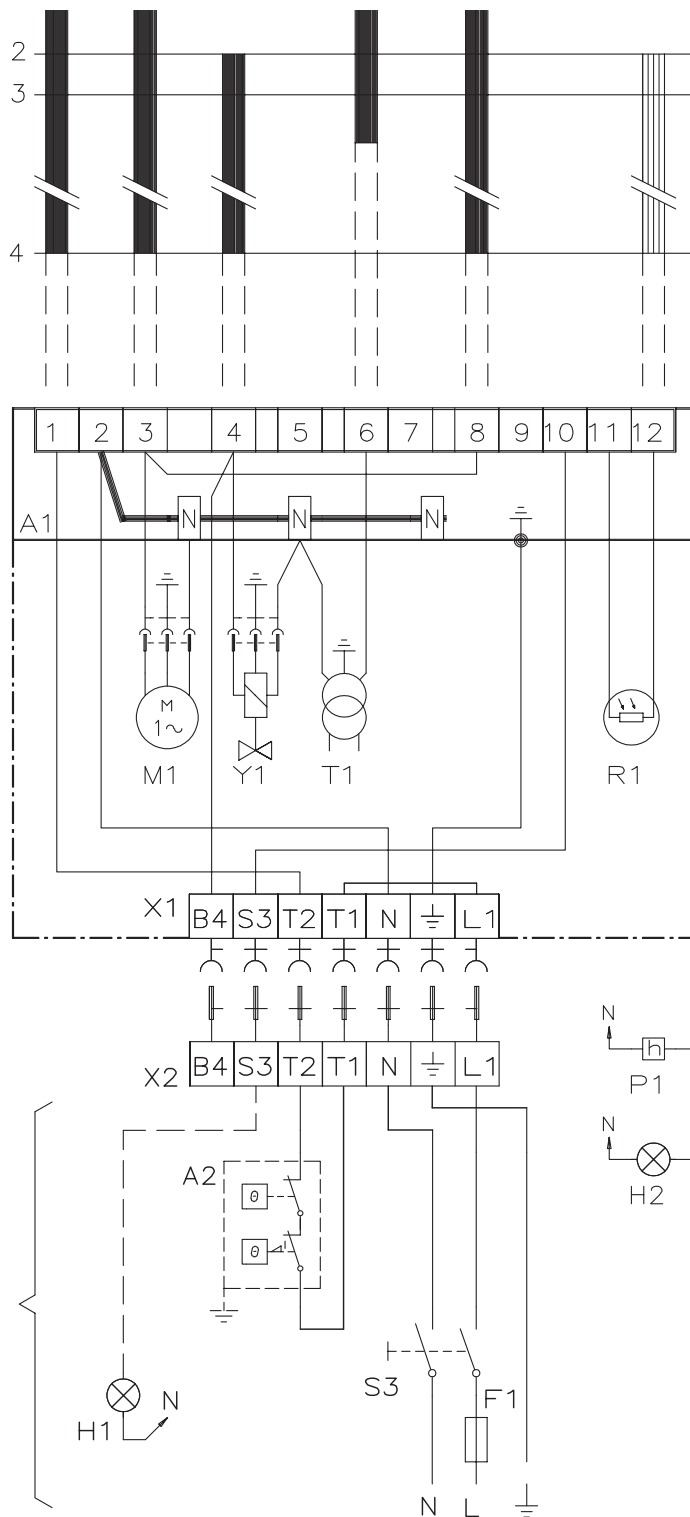 2
3
4
1 2 3 4 5 6 7 8 9 10 11 12
A1 N N N
M
1~
M1 Y1 T1 R1
X1 B4 S3 T2 T1 N L1
N
h
X2 B4 S3 T2 T1 N L1
P1
N
A2
θ
H2
θ
S3
F1
N
H1
N L